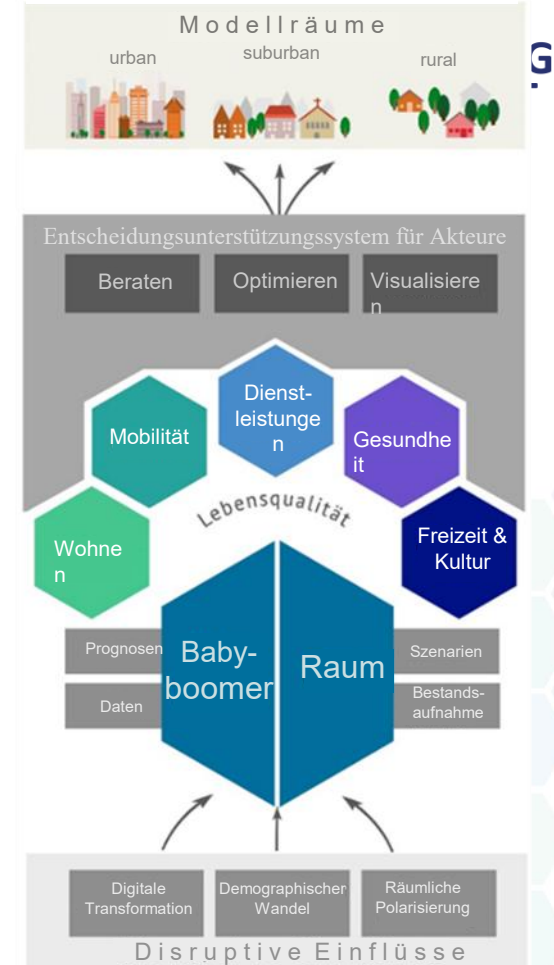 Modellräume
urban
suburban
rural
G
Entscheidungsunterstützungssystem für Akteure
Beraten
Optimieren
Visualisiere
n
Dienst-
leistunge
n
Mobilität
Gesundhe
it
Lebensqualität
Wohne
n
Freizeit &
Kultur
Prognosen
Daten
Baby-
boomer
Raum
Szenarien
Bestands-
aufnahme
Digitale
Transformation
Demographischer
Wandel
Räumliche
Polarisierung
Disruptive Einflüsse